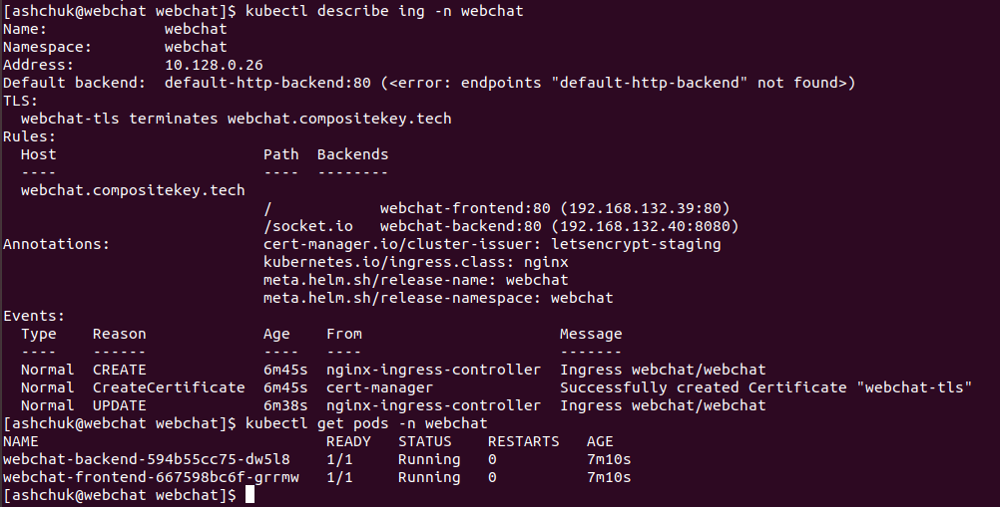 [ashchuk@webchat webchat]$ kubectl describe ing -n webchat
Name:             webchat
Namespace:        webchat
Address:          10.128.0.26
Default backend:  default-http-backend:80 (<error: endpoints "default-http-backend" not found>)
TLS:
  webchat-tls terminates webchat.compositekey.tech
Rules:
  Host                       Path  Backends
  ----                       ----  --------
  webchat.compositekey.tech
                             /            webchat-frontend:80 (192.168.132.39:80)
                             /socket.io   webchat-backend:80 (192.168.132.40:8080)
Annotations:                 cert-manager.io/cluster-issuer: letsencrypt-staging
                             kubernetes.io/ingress.class: nginx
                             meta.helm.sh/release-name: webchat
                             meta.helm.sh/release-namespace: webchat
Events:
  Type    Reason             Age    From                      Message
  ----    ------             ----   ----                      -------
  Normal  CREATE             6m45s  nginx-ingress-controller  Ingress webchat/webchat
  Normal  CreateCertificate  6m45s  cert-manager              Successfully created Certificate "webchat-tls"
  Normal  UPDATE             6m38s  nginx-ingress-controller  Ingress webchat/webchat
[ashchuk@webchat webchat]$ kubectl get pods -n webchat
NAME                                READY   STATUS    RESTARTS   AGE
webchat-backend-594b55cc75-dw5l8    1/1     Running   0          7m10s
webchat-frontend-667598bc6f-grrmw   1/1     Running   0          7m10s
[ashchuk@webchat webchat]$